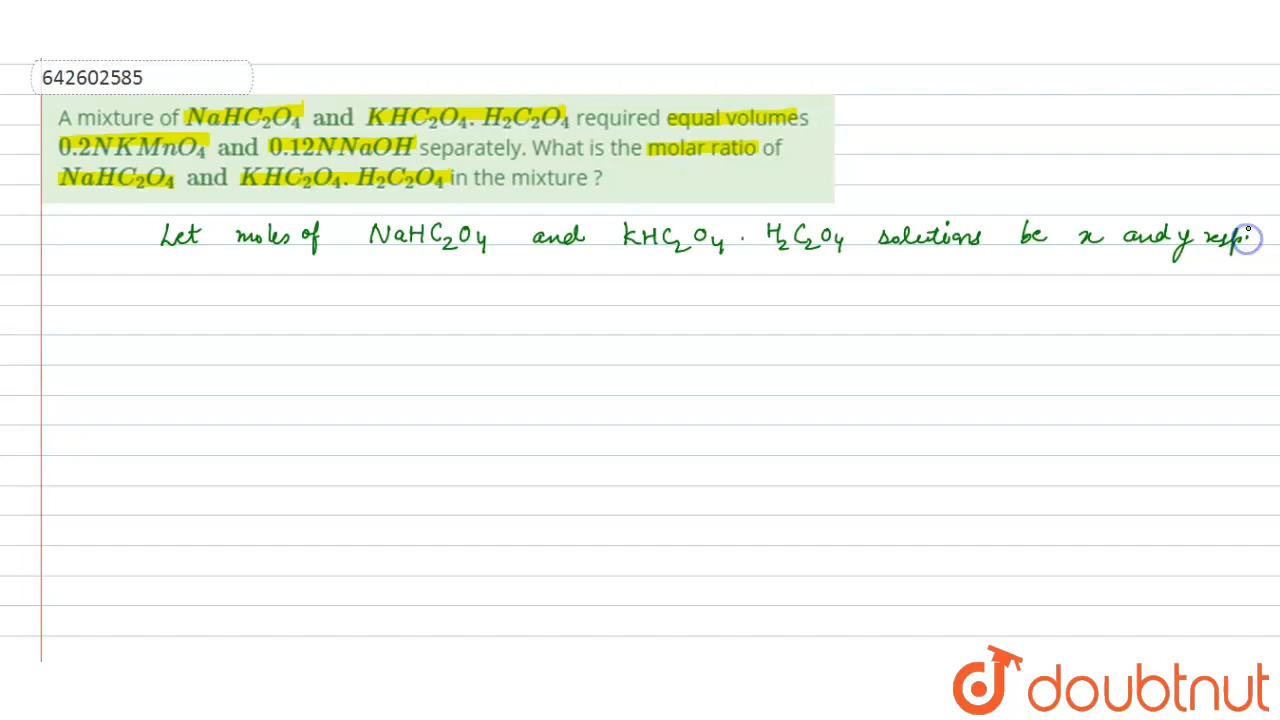 642602585
A mixture of NaHC₂O₄ and KHC₂O₄. H₂C₂O₄ required equal volumes
0.2NKMnO₄ and 0.12NNaOH separately. What is the molar ratio of
NaHC₂O₄ and KHC₂O₄. H₂C₂O₄ in the mixture ?
Let moles of NaHC₂O₄ and KHC₂O₄ . H₂C₂O₄ solutions be x and y resp.
doubtnut